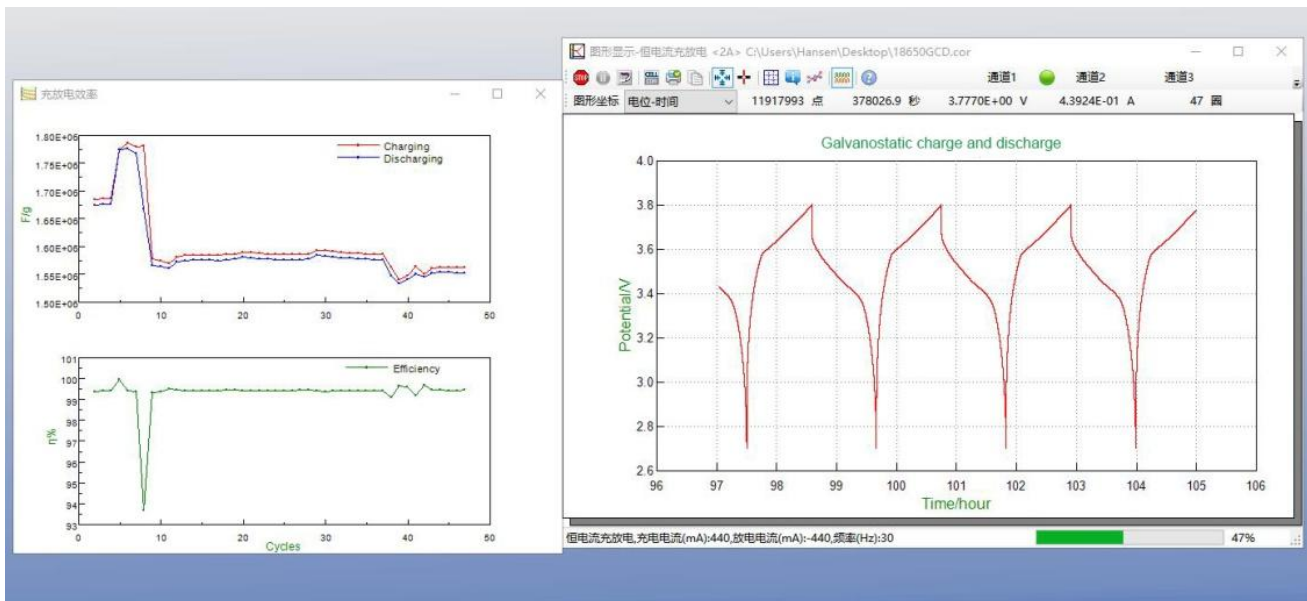 充放电效率
1.80E+06
1.75E+06
1.70E+06
1.65E+06
1.60E+06
1.55E+06
1.50E+06
F/g
Charging
Discharging
0 10 20 30 40 50
101
100
99
98
97
96
95
94
93
η%
Efficiency
0 10 20 30 40 50
Cycles
图形显示-恒电流充放电 <2A> C:\Users\Hansen\Desktop\18650GCD.cor
STOP 通道1 通道2 通道3
图形坐标 电位-时间 11917993 点 378026.9 秒 3.7770E+00 V 4.3924E-01 A 47 圈
Galvanostatic charge and discharge
4.0
3.8
3.6
3.4
3.2
3.0
2.8
2.6
Potential/V
96 97 98 99 100 101 102 103 104 105 106
Time/hour
恒电流充放电,充电电流(mA):440,放电电流(mA):-440,频率(Hz):30 47%